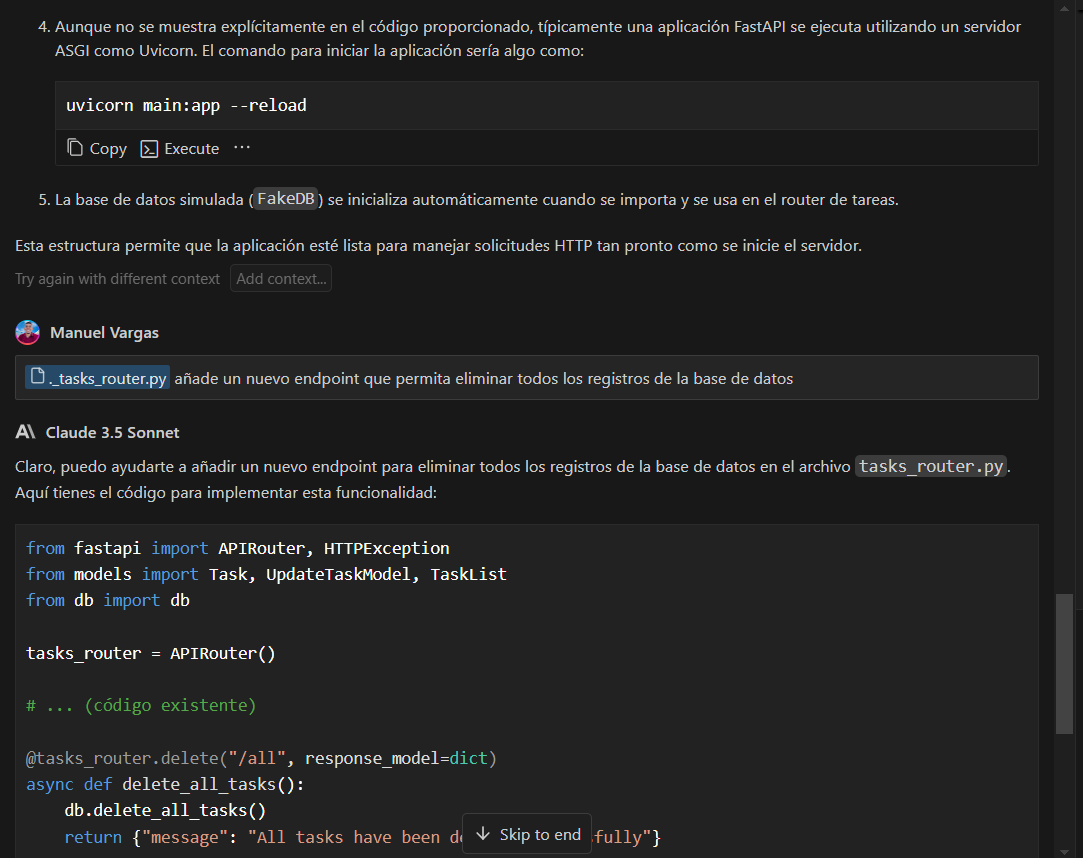 4. Aunque no se muestra explícitamente en el código proporcionado, típicamente una aplicación FastAPI se ejecuta utilizando un servidor
ASGI como Uvicorn. El comando para iniciar la aplicación sería algo como:
uvicorn main:app --reload
Copy Execute ...
5. La base de datos simulada (FakeDB) se inicializa automáticamente cuando se importa y se usa en el router de tareas.
Esta estructura permite que la aplicación esté lista para manejar solicitudes HTTP tan pronto como se inicie el servidor.
Try again with different context Add context...
Manuel Vargas
._tasks_router.py añade un nuevo endpoint que permita eliminar todos los registros de la base de datos
Claude 3.5 Sonnet
Claro, puedo ayudarte a añadir un nuevo endpoint para eliminar todos los registros de la base de datos en el archivo tasks_router.py.
Aquí tienes el código para implementar esta funcionalidad:
from fastapi import APIRouter, HTTPException
from models import Task, UpdateTaskModel, TaskList
from db import db
tasks_router = APIRouter()
# ... (código existente)
@tasks_router.delete("/all", response_model=dict)
async def delete_all_tasks():
    db.delete_all_tasks()
    return {"message": "All tasks have been d fully"}
Skip to end